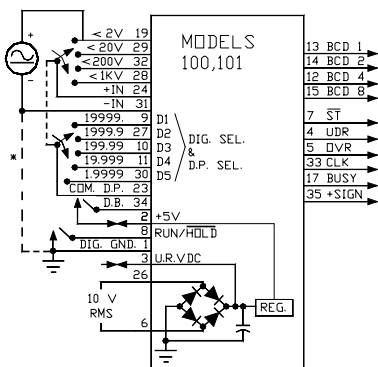 +
-
*
< 2V 19
< 20V 29
<200V 32
<1KV 28
+IN 24
-IN 31
19999. 9 D1
1999.9 27 D2
199.99 10 D3
19.999 11 D4
1.9999 30 D5
COM. D.P. 23
D.B. 34
2 +5V
8 RUN/HOLD
DIG. GND. 1
3 U.R.VDC
26
10 V
RMS
6
MODELS
100,101
DIG. SEL.
&
D.P. SEL.
REG.
13 BCD 1
14 BCD 2
12 BCD 4
15 BCD 8
7 ST
4 UDR
5 OVR
33 CLK
17 BUSY
35 +SIGN